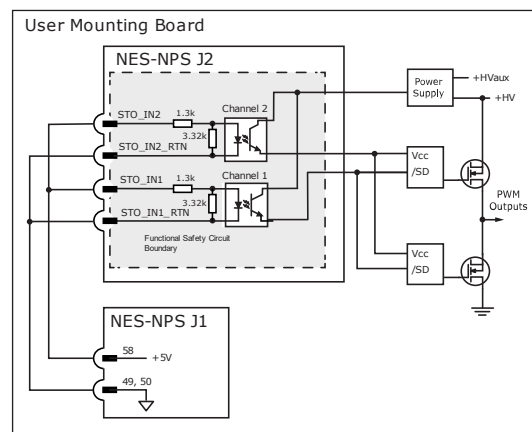 User Mounting Board
NES-NPS J2
STO_IN2
1.3k
Channel 2
3.32k
STO_IN2_RTN
STO_IN1
1.3k
Channel 1
3.32k
STO_IN1_RTN
Functional Safety Circuit
Boundary
Power
Supply
+HVaux
+HV
Vcc
/SD
PWM
Outputs
Vcc
/SD
NES-NPS J1
58
+5V
49, 50